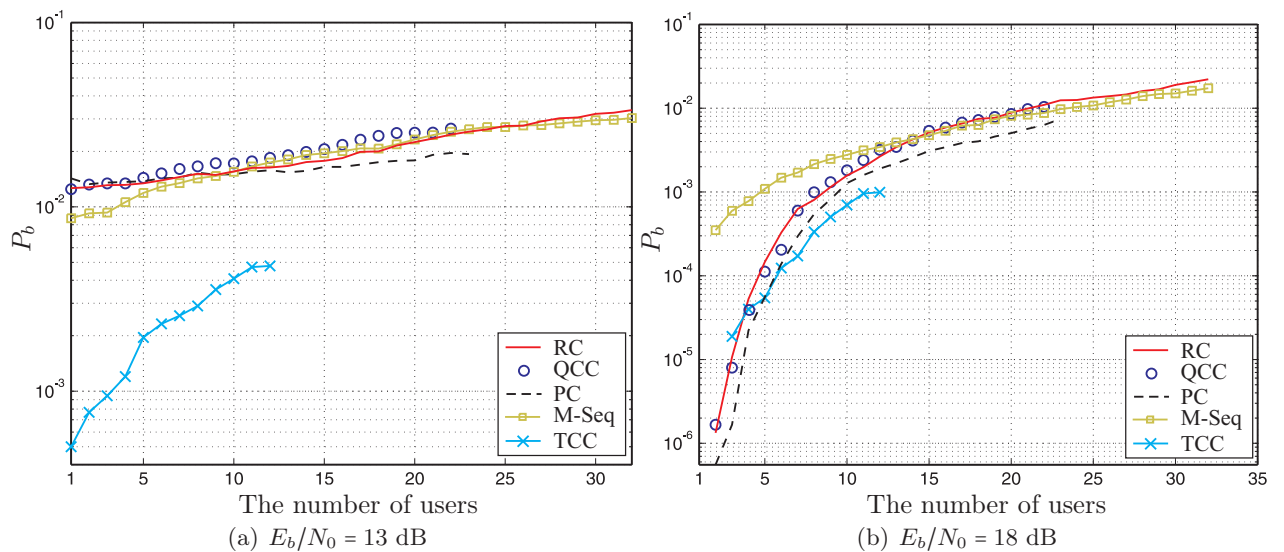 10^-1
10^-2
10^-3
P_b
1 5 10 15 20 25 30
The number of users
RC
QCC
PC
M-Seq
TCC
(a) E_b/N_0 = 13 dB
10^-1
10^-2
10^-3
10^-4
10^-5
10^-6
P_b
1 5 10 15 20 25 30 35
The number of users
RC
QCC
PC
M-Seq
TCC
(b) E_b/N_0 = 18 dB